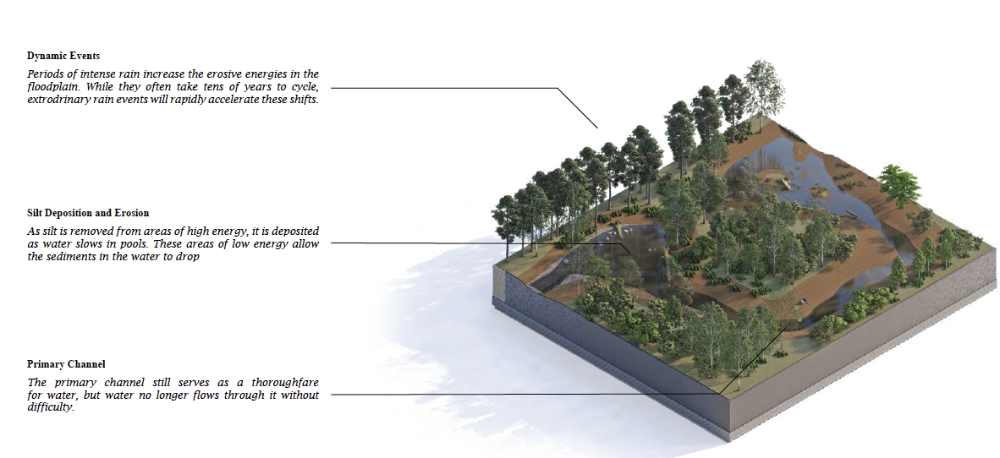 Dynamic Events
Periods of intense rain increase the erosive energies in the
floodplain. While they often take tens of years to cycle,
extrodrinary rain events will rapidly accelerate these shifts.
Silt Deposition and Erosion
As silt is removed from areas of high energy, it is deposited
as water slows in pools. These areas of low energy allow
the sediments in the water to drop
Primary Channel
The primary channel still serves as a thoroughfare
for water, but water no longer flows through it without
difficulty.